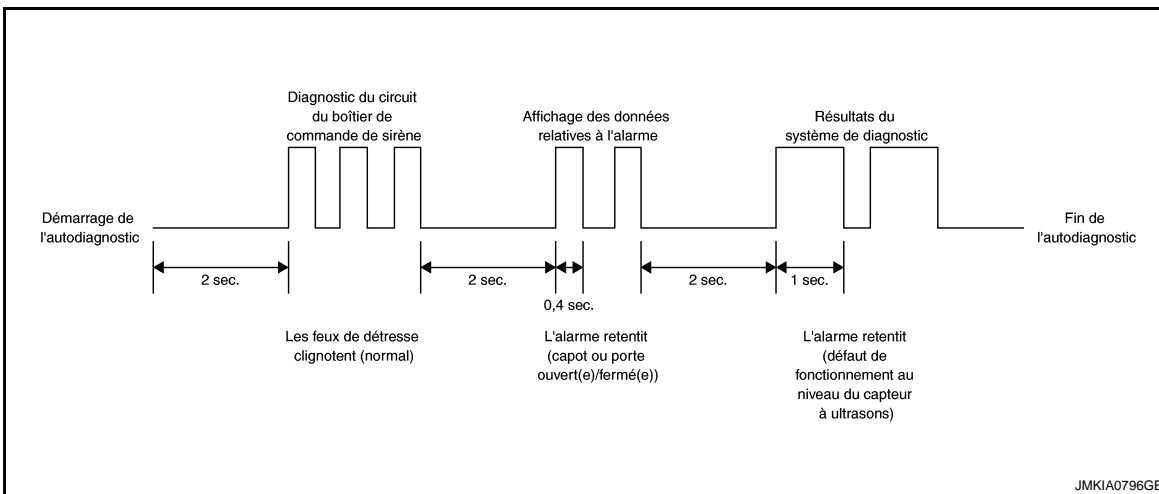 Diagnostic du circuit
du boîtier de
commande de sirène
Affichage des données
relatives à l'alarme
Résultats du
système de diagnostic
Démarrage de
l'autodiagnostic
Fin de
l'autodiagnostic
2 sec.
2 sec.
0,4 sec.
2 sec.
1 sec.
Les feux de détresse
clignotent (normal)
L'alarme retentit
(capot ou porte
ouvert(e)/fermé(e))
L'alarme retentit
(défaut de
fonctionnement au
niveau du capteur
à ultrasons)
JMKIA0796GB